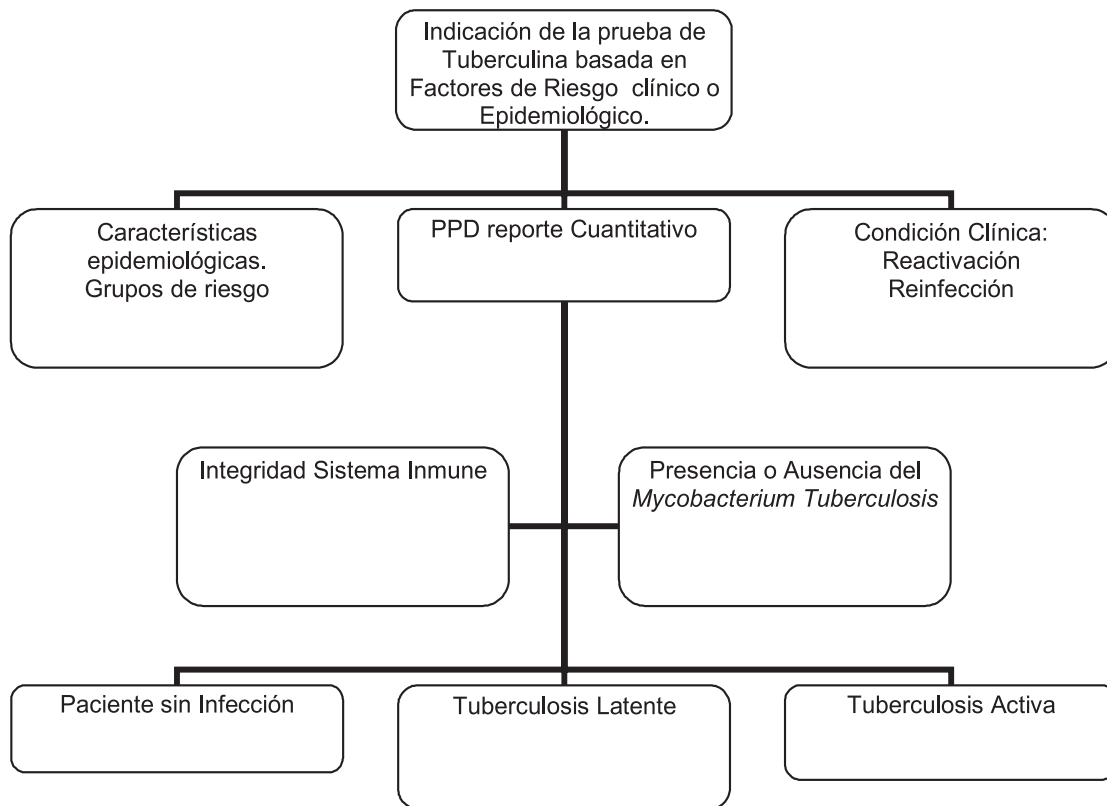 Indicación de la prueba de
Tuberculina basada en
Factores de Riesgo clínico o
Epidemiológico.
Características
epidemiológicas.
Grupos de riesgo
PPD reporte Cuantitativo
Condición Clínica:
Reactivación
Reinfección
Integridad Sistema Inmune
Presencia o Ausencia del
Mycobacterium Tuberculosis
Paciente sin Infección
Tuberculosis Latente
Tuberculosis Activa